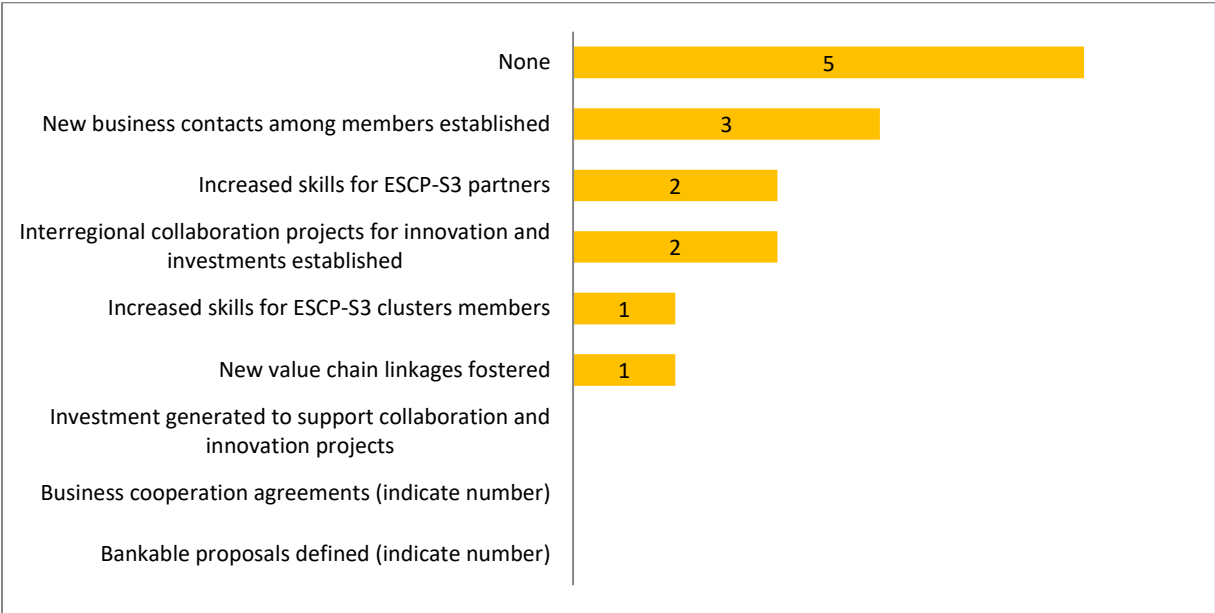 None
5
New business contacts among members established
3
Increased skills for ESCP-S3 partners
2
Interregional collaboration projects for innovation and
investments established
2
Increased skills for ESCP-S3 clusters members
1
New value chain linkages fostered
1
Investment generated to support collaboration and
innovation projects
Business cooperation agreements (indicate number)
Bankable proposals defined (indicate number)